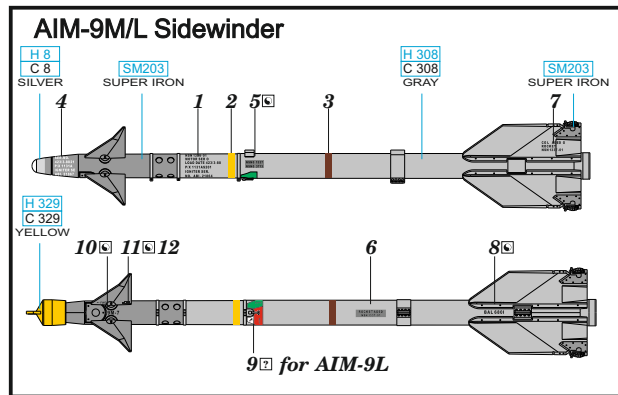 AIM-9M/L Sidewinder
H 8
C 8
SILVER
SM203
SUPER IRON
H 308
C 308
GRAY
SM203
SUPER IRON
4
1
2
5
3
7
H 329
C 329
YELLOW
10
11
12
6
8
9 ? for AIM-9L